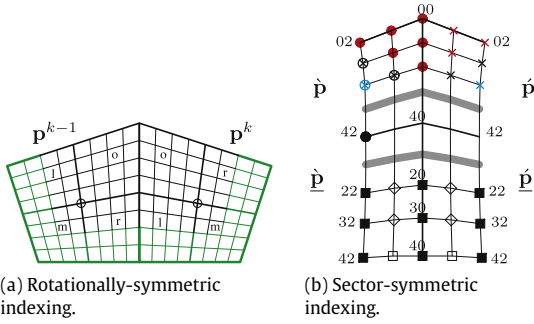 00
02 02
p̀ ṕ
p^{k-1} p^k
40
42 42
o o
l r
m r l m
p̀ ṕ
20
22 22
30
32 32
40
42 42
(a) Rotationally-symmetric
indexing.
(b) Sector-symmetric
indexing.